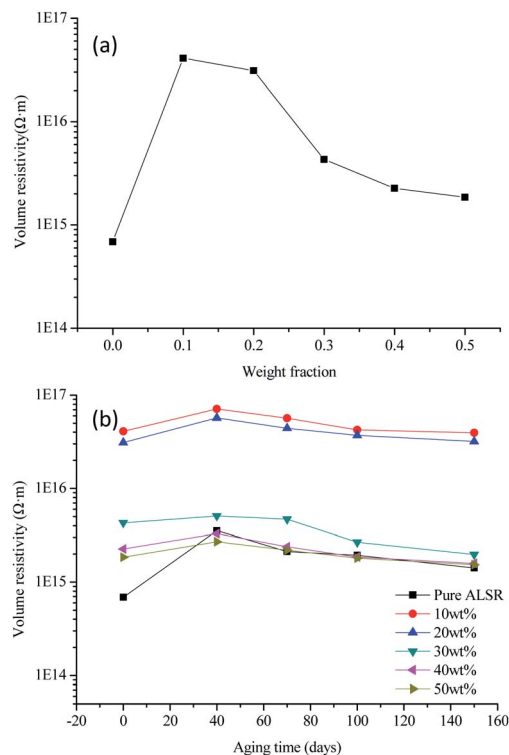 (a)
1E17
1E16
1E15
1E14
Volume resistivity(Ω·m)
0.0 0.1 0.2 0.3 0.4 0.5
Weight fraction
(b)
1E17
1E16
1E15
1E14
Volume resistivity (Ω·m)
Pure ALSR
10wt%
20wt%
30wt%
40wt%
50wt%
-20 0 20 40 60 80 100 120 140 160
Aging time (days)